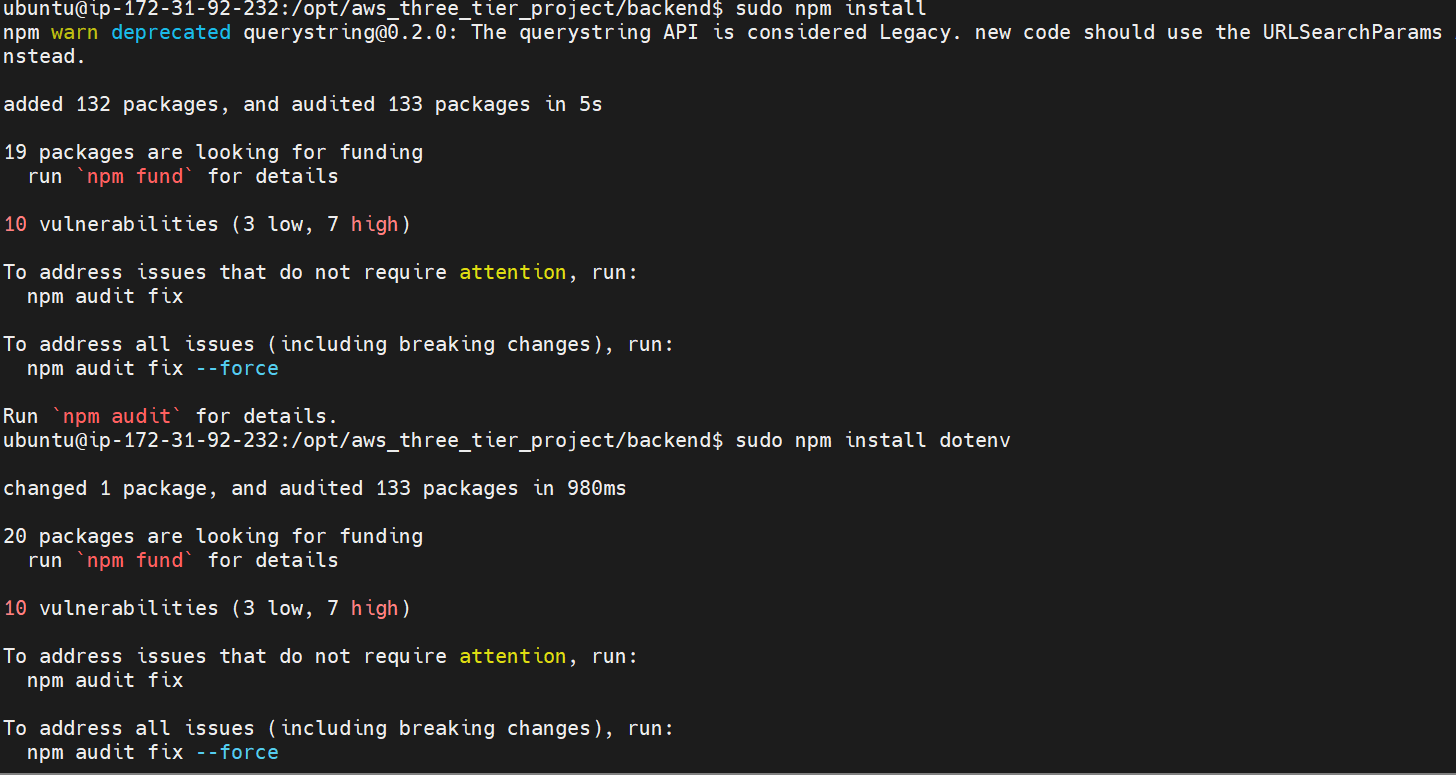 ubuntu@ip-172-31-92-232:/opt/aws_three_tier_project/backend$ sudo npm install
npm warn deprecated querystring@0.2.0: The querystring API is considered Legacy. new code should use the URLSearchParams
nstead.
added 132 packages, and audited 133 packages in 5s
19 packages are looking for funding
  run `npm fund` for details
10 vulnerabilities (3 low, 7 high)
To address issues that do not require attention, run:
  npm audit fix
To address all issues (including breaking changes), run:
  npm audit fix --force
Run `npm audit` for details.
ubuntu@ip-172-31-92-232:/opt/aws_three_tier_project/backend$ sudo npm install dotenv
changed 1 package, and audited 133 packages in 980ms
20 packages are looking for funding
  run `npm fund` for details
10 vulnerabilities (3 low, 7 high)
To address issues that do not require attention, run:
  npm audit fix
To address all issues (including breaking changes), run:
  npm audit fix --force